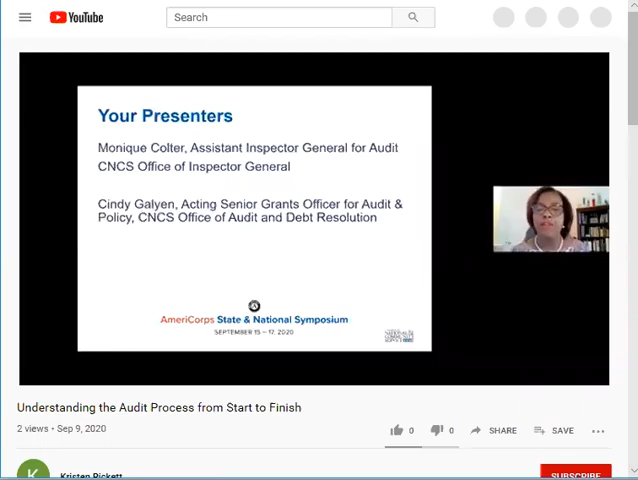 YouTube
Search
Your Presenters
Monique Colter, Assistant Inspector General for Audit
CNCS Office of Inspector General
Cindy Galyen, Acting Senior Grants Officer for Audit &
Policy, CNCS Office of Audit and Debt Resolution
AmeriCorps State & National Symposium
SEPTEMBER 15 – 17, 2020
Understanding the Audit Process from Start to Finish
2 views • Sep 9, 2020
0
0
SHARE
SAVE
K
Kristen Pickett
SUBSCRIBE